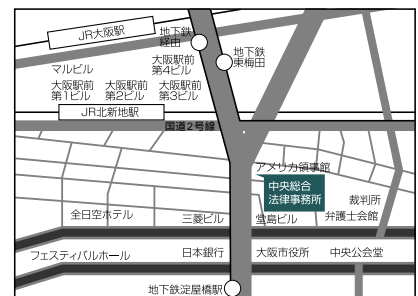 JR大阪駅
地下鉄
経田
地下鉄
東梅田
マルビル
大阪駅前
第4ビル
大阪駅前
第1ビル
大阪駅前
第2ビル
大阪駅前
第3ビル
JR北新地駅
国道2号線
アメリカ領事館
中央総合
法律事務所
裁判所
弁護士会館
全日空ホテル
三菱ビル
堂島ビル
フェスティバルホール
日本銀行
大阪市役所
中央公会堂
地下鉄淀屋橋駅